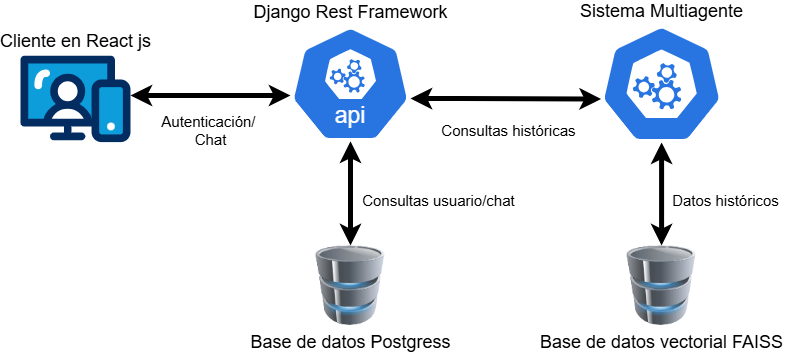 Django Rest Framework
Sistema Multiagente
Cliente en React js
api
Autenticación/
Chat
Consultas históricas
Consultas usuario/chat
Datos históricos
Base de datos Postgress
Base de datos vectorial FAISS